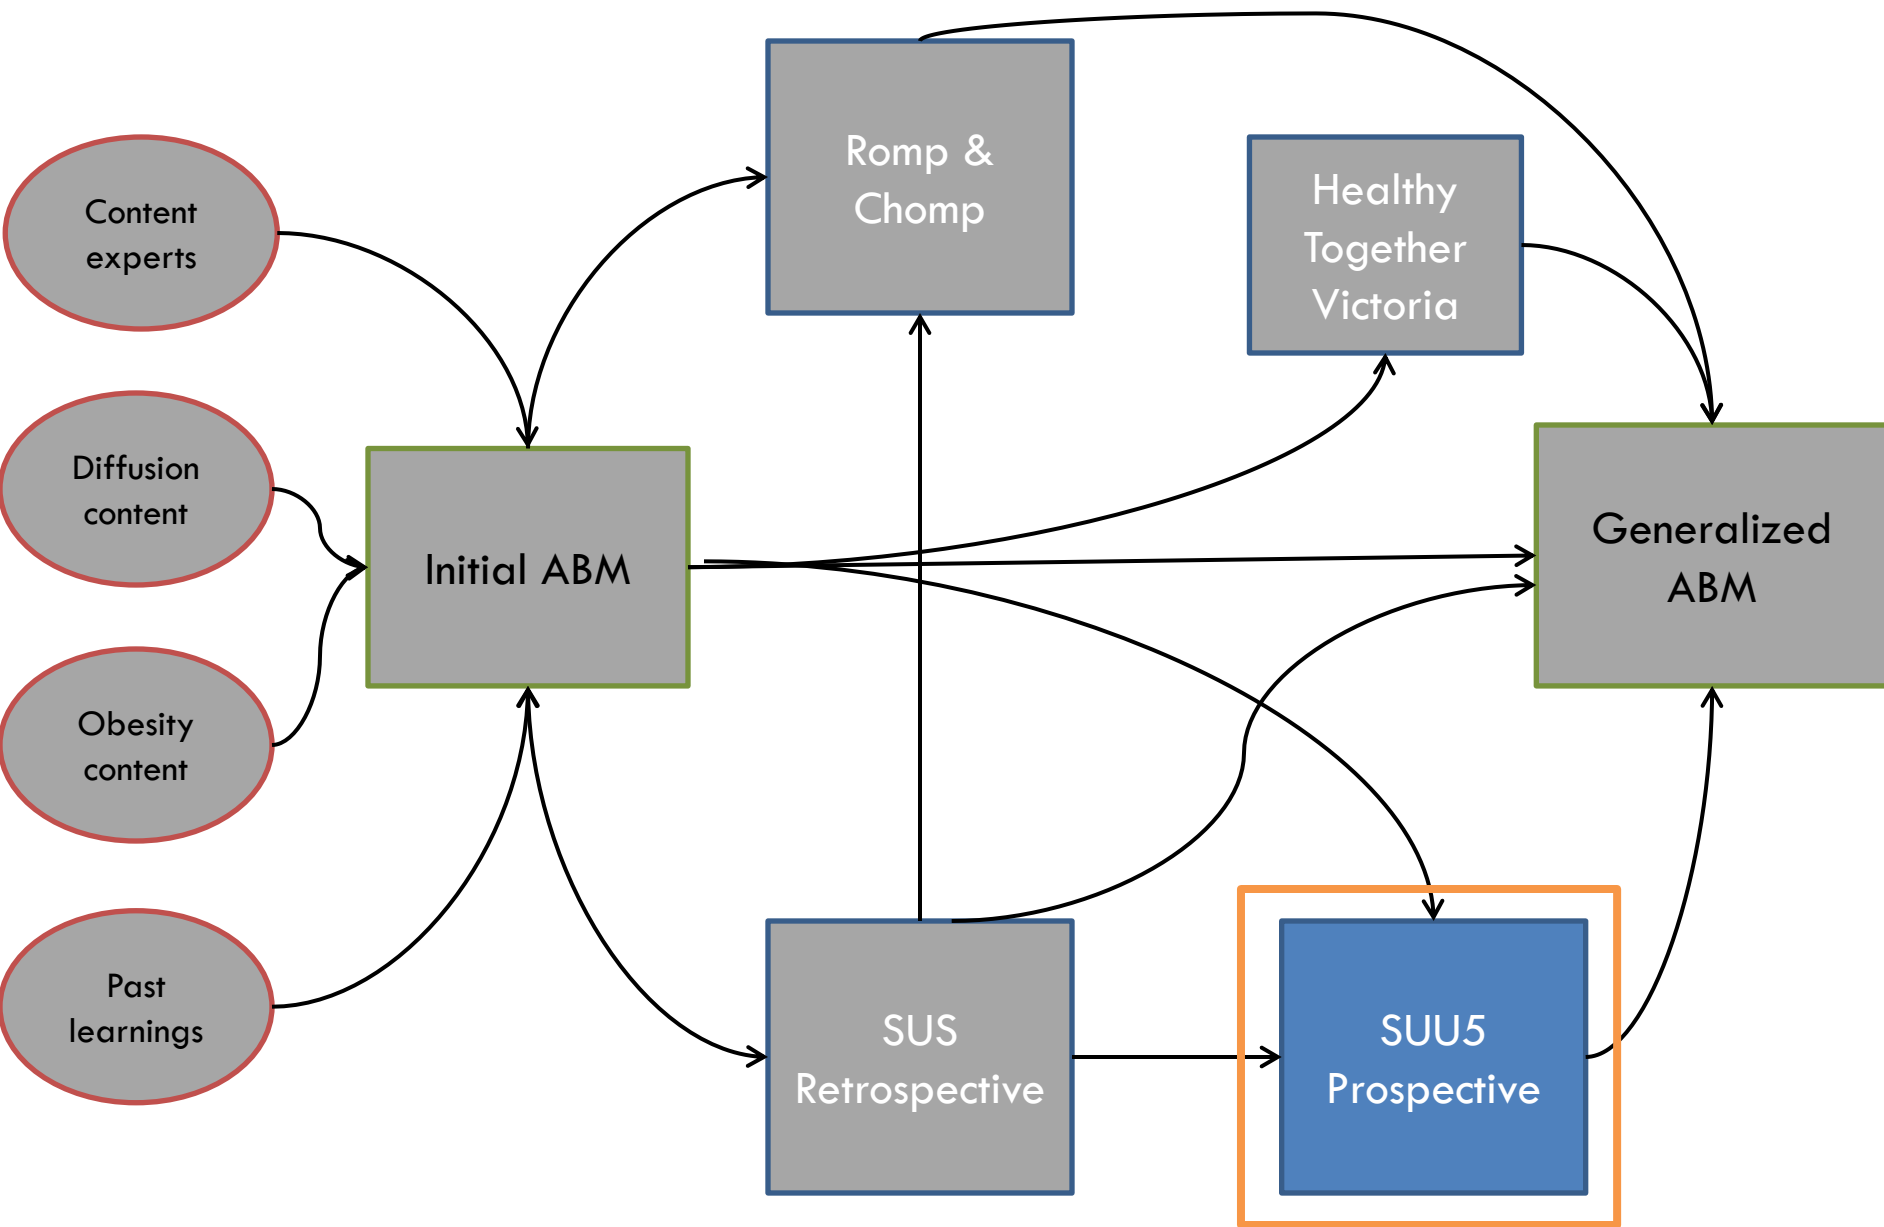 Content
experts
Diffusion
content
Obesity
content
Past
learnings
Initial ABM
Romp &
Chomp
SUS
Retrospective
Healthy
Together
Victoria
SUU5
Prospective
Generalized
ABM